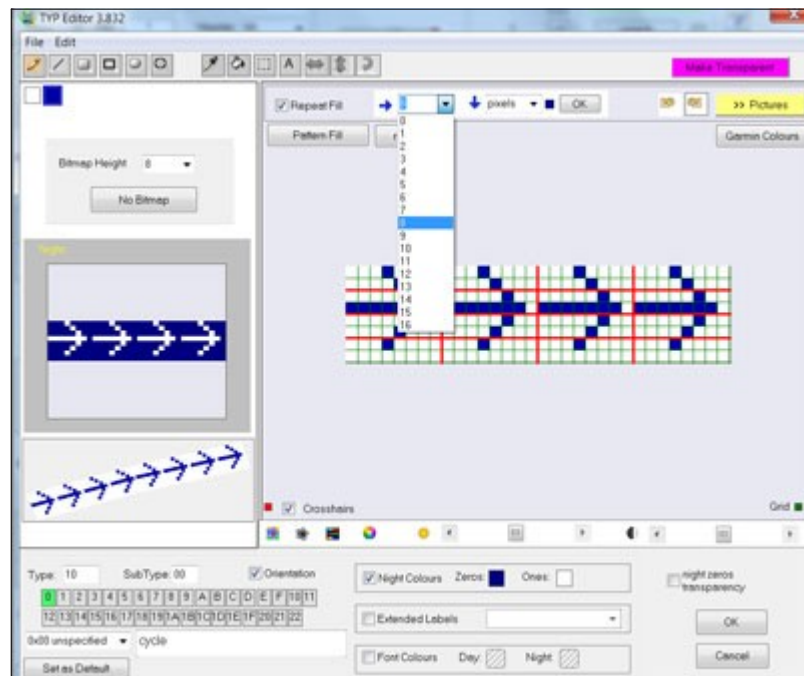 TYP Editor 3.832
File Edit
A
Make Transparent
Repeat Fill
pixels
OK
>> Pictures
Pattern Fill
Garmin Colours
0
1
2
3
4
5
6
7
8
9
10
11
12
13
14
15
16
Bitmap Height 8
No Bitmap
Night
Crosshairs
Grid
Type: 10 SubType: 00 Orientation
0 1 2 3 4 5 6 7 8 9 A B C D E F 10 11
12 13 14 15 16 17 18 19 1A 1B 1C 1D 1E 1F 20 21 22
0x00 unspecified cycle
Set as Default
Night Colours Zeros: Ones:
Extended Labels
Font Colours Day: Night:
night zeros
transparency
OK
Cancel